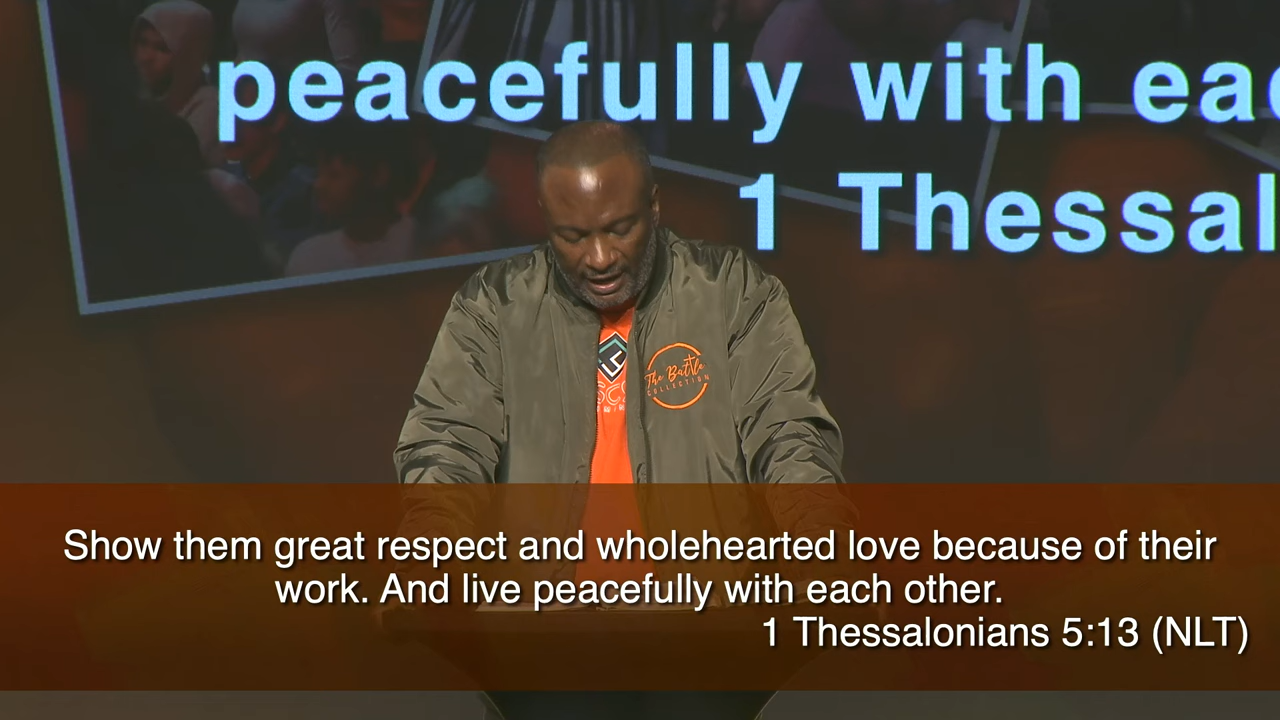 peacefully with eac
1 Thessal
The Battle
COLLECTION
Show them great respect and wholehearted love because of their
work. And live peacefully with each other.
1 Thessalonians 5:13 (NLT)